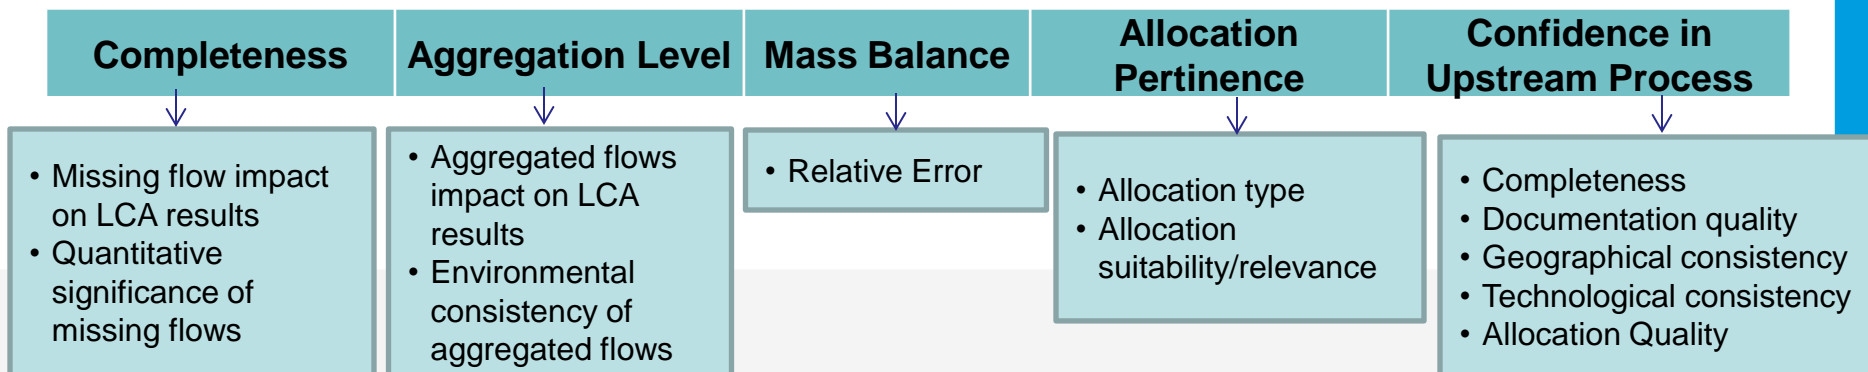 Completeness
Aggregation Level
Mass Balance
Allocation
Pertinence
Confidence in
Upstream Process
• Missing flow impact
on LCA results
• Quantitative
significance of
missing flows
• Aggregated flows
impact on LCA
results
• Environmental
consistency of
aggregated flows
• Relative Error
• Allocation type
• Allocation
suitability/relevance
• Completeness
• Documentation quality
• Geographical consistency
• Technological consistency
• Allocation Quality